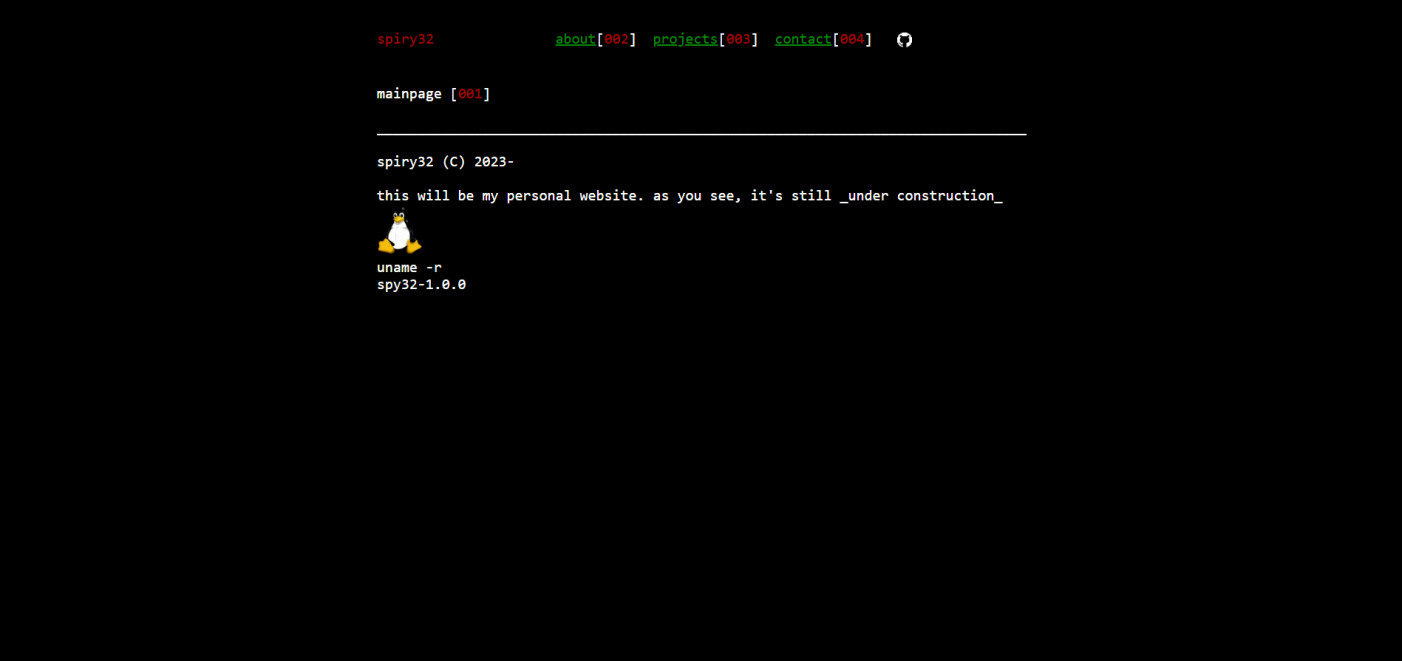 spiry32 about[002] projects[003] contact[004]
mainpage [001]
spiry32 (C) 2023-
this will be my personal website. as you see, it's still _under construction_
uname -r
spy32-1.0.0